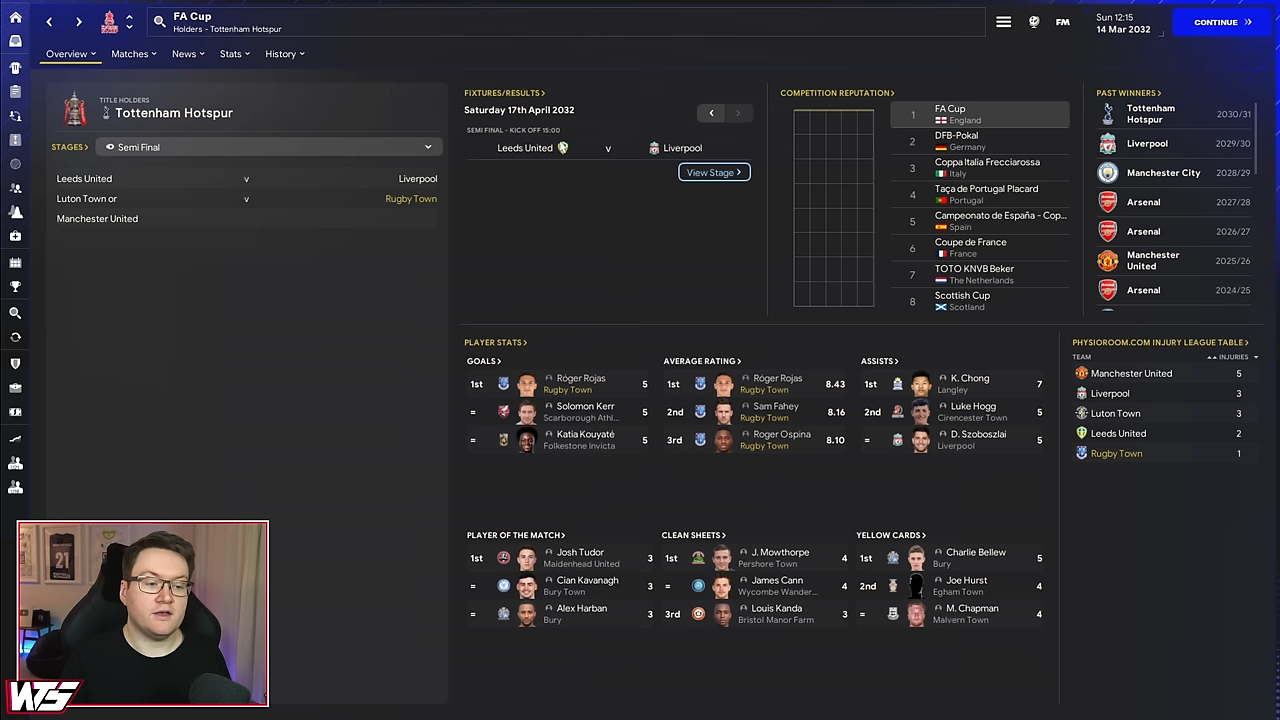 FA Cup
Holders - Tottenham Hotspur
FM
Sun 12:15
14 Mar 2032
CONTINUE
Overview
Matches
News
Stats
History
TITLE HOLDERS
Tottenham Hotspur
STAGES
Semi Final
Leeds United v Liverpool
Luton Town or v Rugby Town
Manchester United
FIXTURES/RESULTS
Saturday 17th April 2032
SEMI FINAL - KICK OFF 15:00
Leeds United v Liverpool
View Stage
COMPETITION REPUTATION
1 FA Cup
England
2 DFB-Pokal
Germany
3 Coppa Italia Frecciarossa
Italy
4 Taça de Portugal Placard
Portugal
5 Campeonato de España - Cop...
Spain
6 Coupe de France
France
7 TOTO KNVB Beker
The Netherlands
8 Scottish Cup
Scotland
PAST WINNERS
Tottenham Hotspur 2030/31
Liverpool 2029/30
Manchester City 2028/29
Arsenal 2027/28
Arsenal 2026/27
Manchester United 2025/26
Arsenal 2024/25
PLAYER STATS
GOALS
1st Róger Rojas 5
Rugby Town
= Solomon Kerr 5
Scarborough Athl...
= Katia Kouyaté 5
Folkestone Invicta
AVERAGE RATING
1st Róger Rojas 8.43
Rugby Town
2nd Sam Fahey 8.16
Rugby Town
3rd Roger Ospina 8.10
Rugby Town
ASSISTS
1st K. Chong 7
Langley
2nd Luke Hogg 5
Cirencester Town
= D. Szoboszlai 5
Liverpool
PLAYER OF THE MATCH
1st Josh Tudor 3
Maidenhead United
= Cian Kavanagh 3
Bury Town
= Alex Harban 3
Bury
CLEAN SHEETS
1st J. Mowthorpe 4
Pershore Town
= James Cann 4
Wycombe Wander...
3rd Louis Kanda 3
Bristol Manor Farm
YELLOW CARDS
1st Charlie Bellew 5
Bury
2nd Joe Hurst 4
Egham Town
= M. Chapman 4
Malvern Town
PHYSIOROOM.COM INJURY LEAGUE TABLE
TEAM INJURIES
Manchester United 5
Liverpool 3
Luton Town 3
Leeds United 2
Rugby Town 1
21
WTS